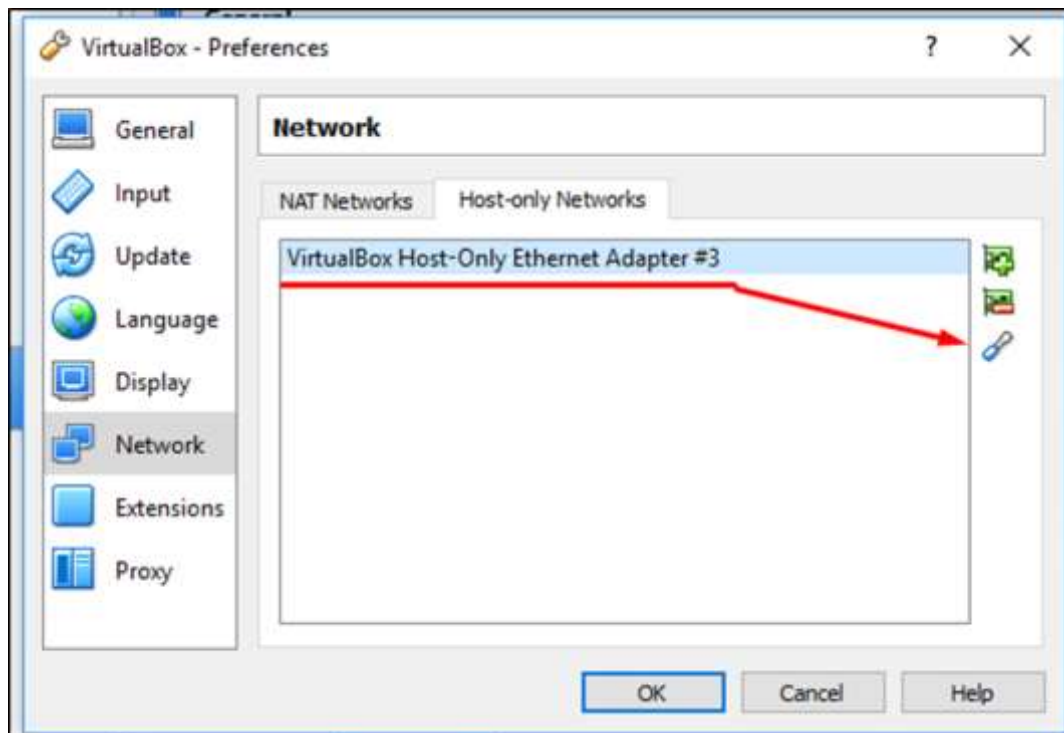 General
VirtualBox - Preferences
?
General
Input
Update
Language
Display
Network
Extensions
Proxy
Network
NAT Networks
Host-only Networks
VirtualBox Host-Only Ethernet Adapter #3
OK
Cancel
Help